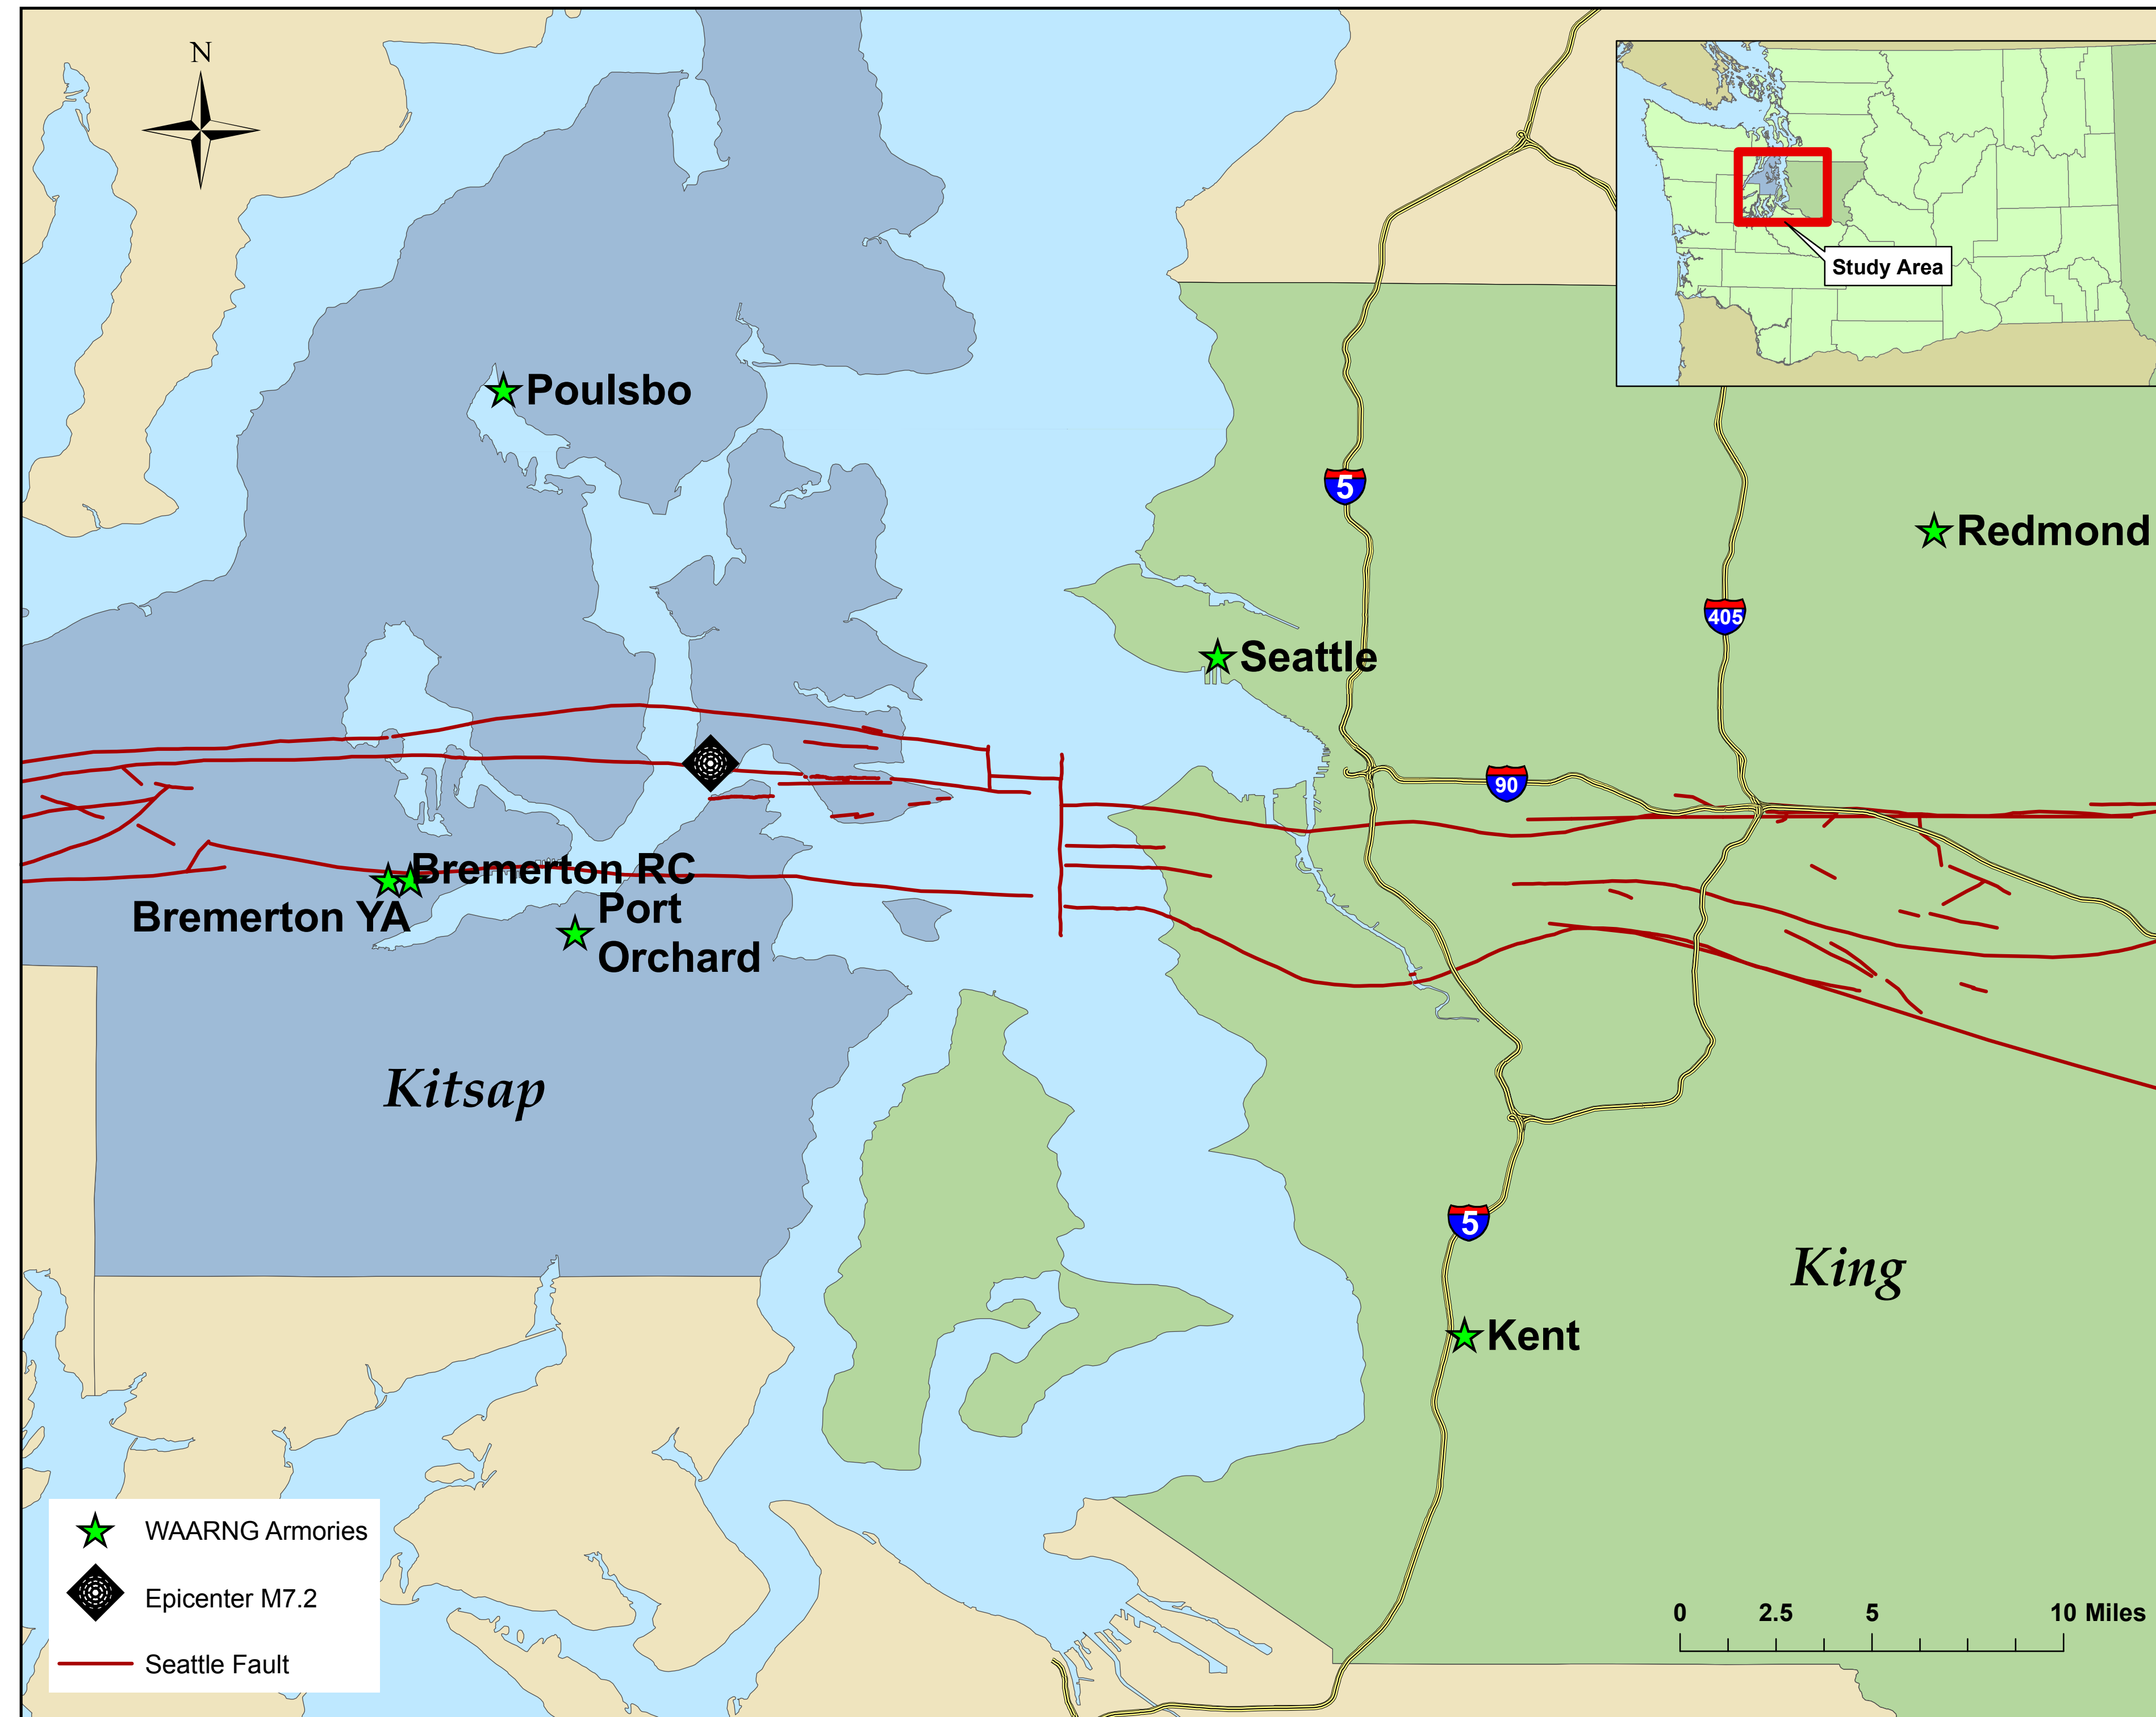 N
Study Area
Poulsbo
5
Redmond
405
Seattle
90
Bremerton RC
Bremerton YA
Port
Orchard
Kitsap
5
King
Kent
WAARNG Armories
Epicenter M7.2
Seattle Fault
0 2.5 5 10 Miles